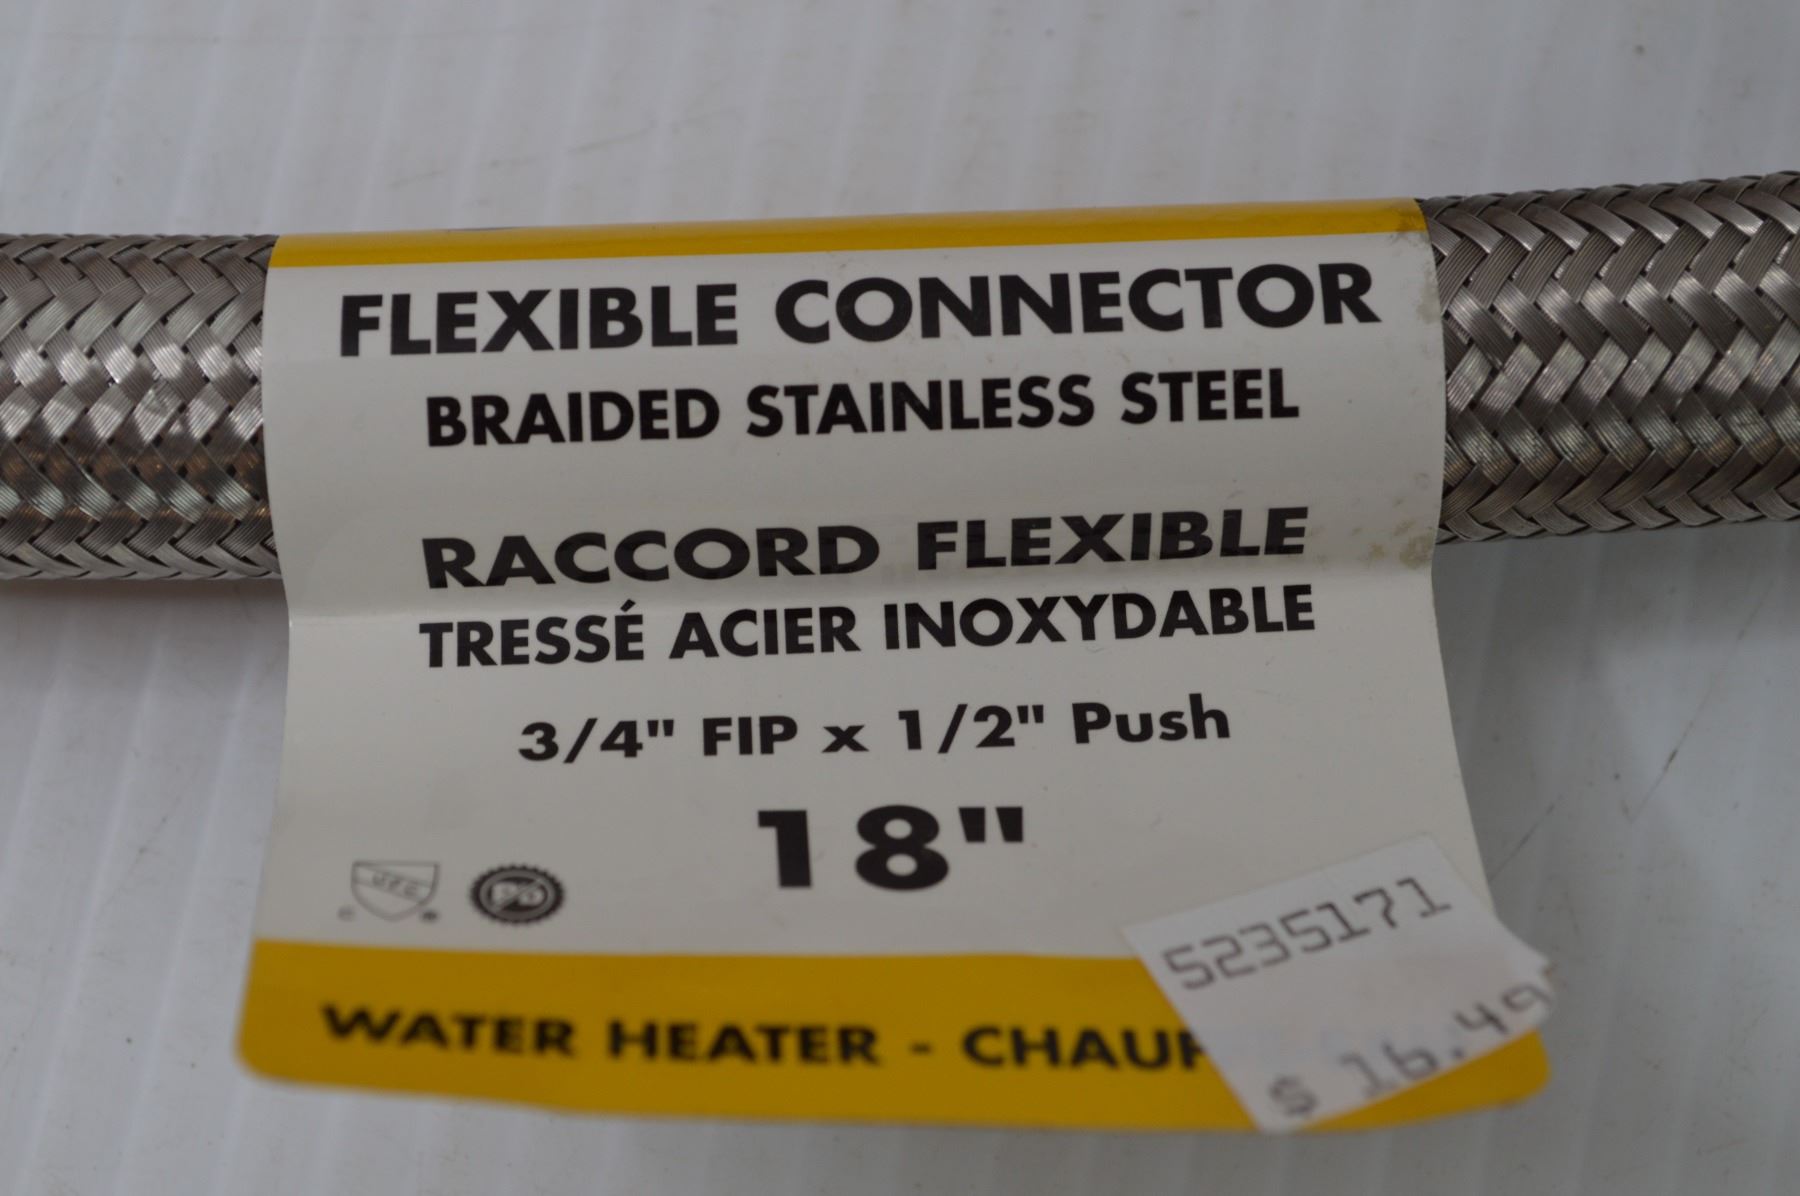 FLEXIBLE CONNECTOR
BRAIDED STAINLESS STEEL
RACCORD FLEXIBLE
TRESSÉ ACIER INOXYDABLE
3/4" FIP x 1/2" Push
18"
5235171
$ 16.49
WATER HEATER -